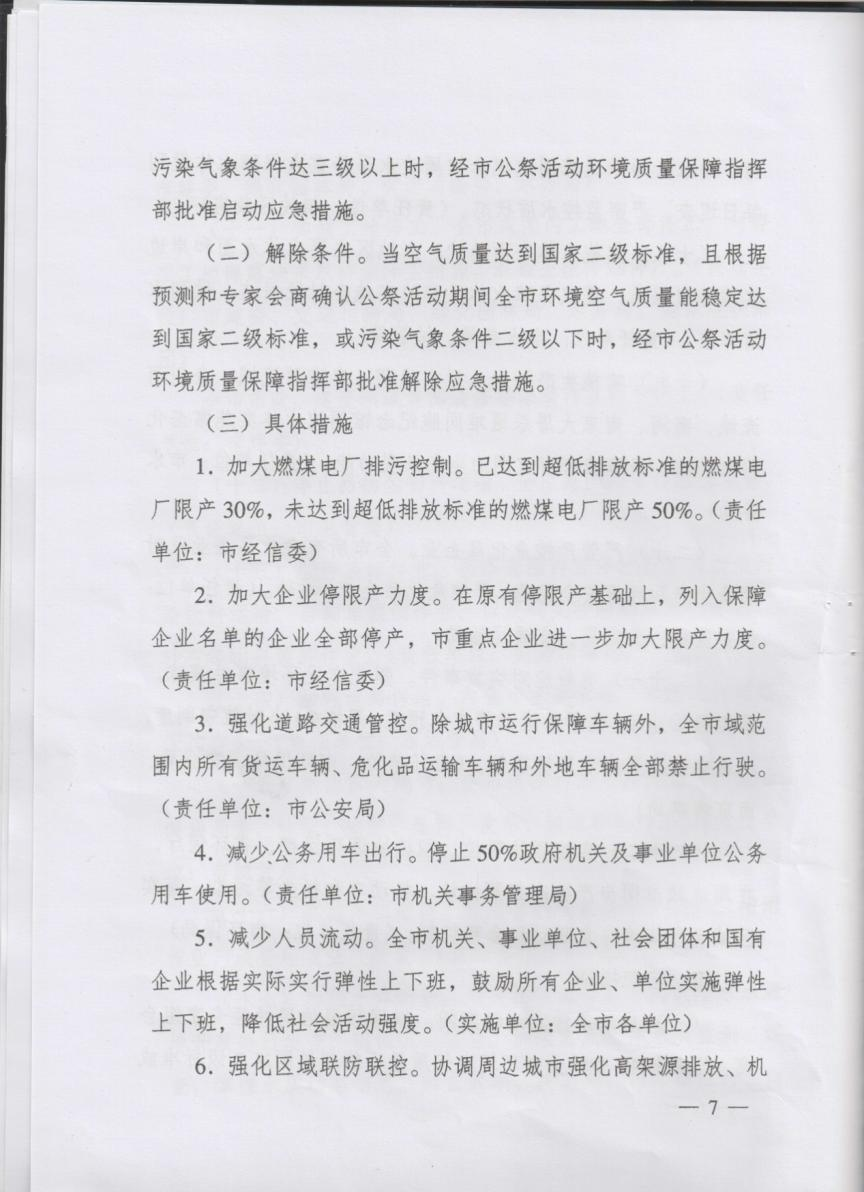 污染气象条件达三级以上时，经市公祭活动环境质量保障指挥
部批准启动应急措施。
（二）解除条件。当空气质量达到国家二级标准，且根据
预测和专家会商确认公祭活动期间全市环境空气质量能稳定达
到国家二级标准，或污染气象条件二级以下时，经市公祭活动
环境质量保障指挥部批准解除应急措施。
（三）具体措施
1．加大燃煤电厂排污控制。已达到超低排放标准的燃煤电
厂限产 30%，未达到超低排放标准的燃煤电厂限产 50%。（责任
单位：市经信委）
2．加大企业停限产力度。在原有停限产基础上，列入保障
企业名单的企业全部停产，市重点企业进一步加大限产力度。
（责任单位：市经信委）
3．强化道路交通管控。除城市运行保障车辆外，全市域范
围内所有货运车辆、危化品运输车辆和外地车辆全部禁止行驶。
（责任单位：市公安局）
4．减少公务用车出行。停止 50%政府机关及事业单位公务
用车使用。（责任单位：市机关事务管理局）
5．减少人员流动。全市机关、事业单位、社会团体和国有
企业根据实际实行弹性上下班，鼓励所有企业、单位实施弹性
上下班，降低社会活动强度。（实施单位：全市各单位）
6．强化区域联防联控。协调周边城市强化高架源排放、机
— 7 —